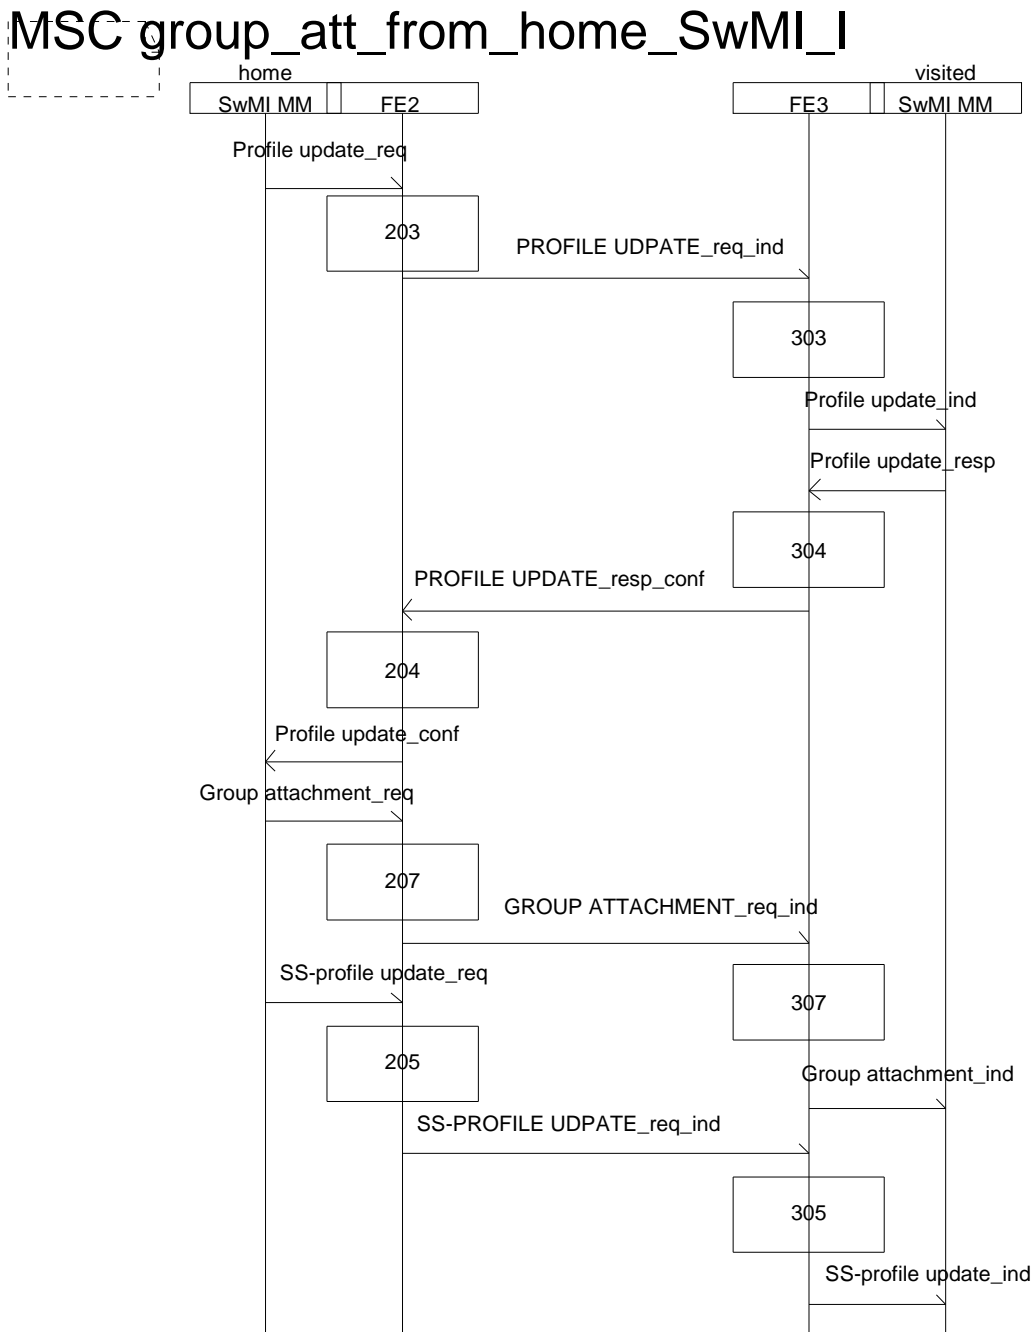 MSC group_att_from_home_SwMI_I
home
visited
SwMI MM
FE2
FE3
SwMI MM
Profile update_req
203
PROFILE UDPATE_req_ind
303
Profile update_ind
Profile update_resp
304
PROFILE UPDATE_resp_conf
204
Profile update_conf
Group attachment_req
207
GROUP ATTACHMENT_req_ind
SS-profile update_req
307
205
Group attachment_ind
SS-PROFILE UDPATE_req_ind
305
SS-profile update_ind